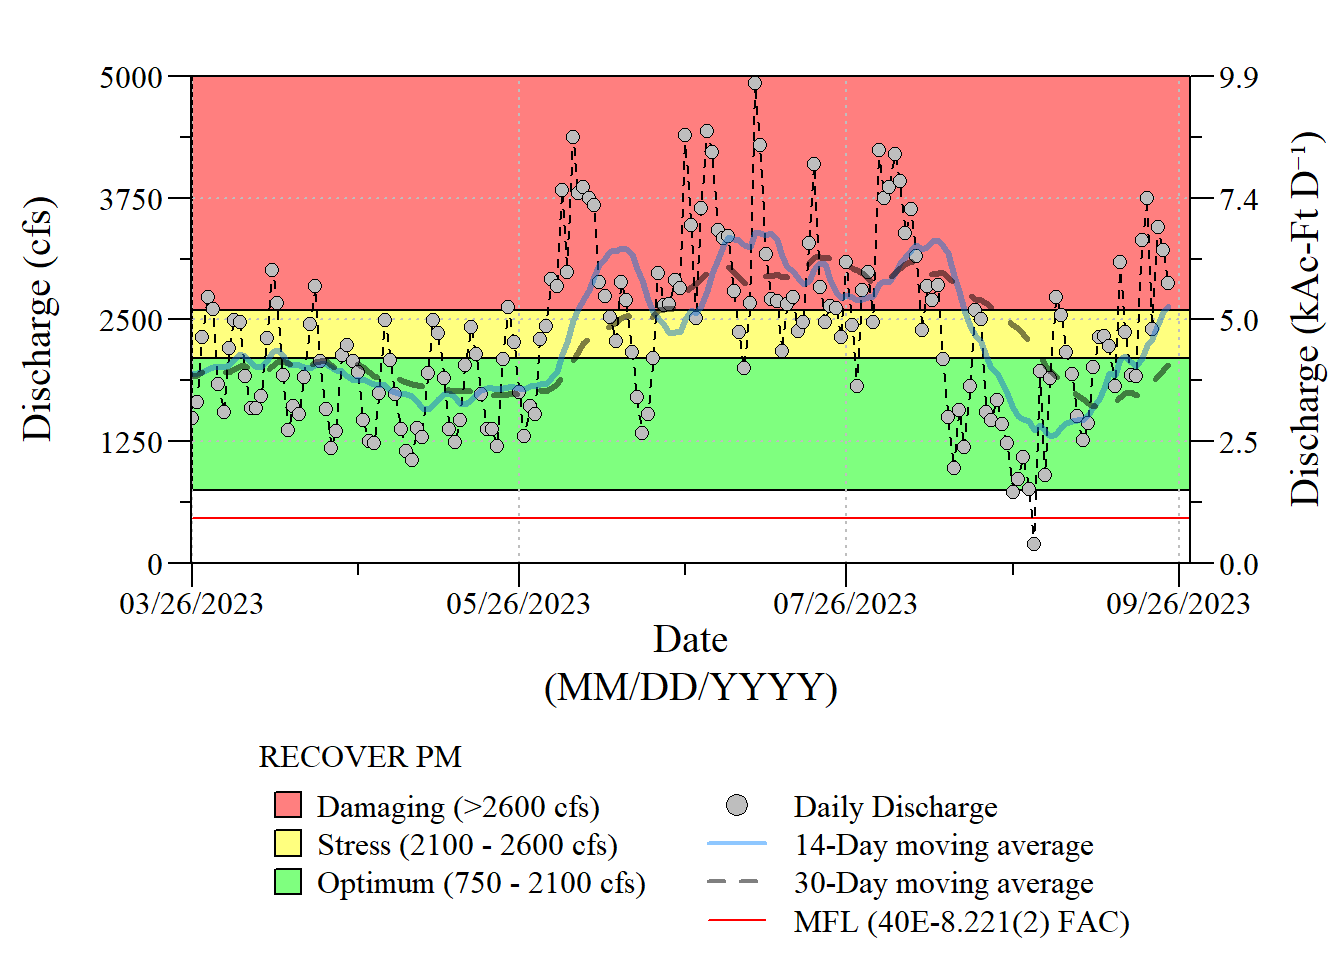 5000
3750
2500
1250
0
Discharge (cfs)
9.9
7.4
5.0
2.5
0.0
Discharge (kAc-Ft D⁻¹)
03/26/2023
05/26/2023
07/26/2023
09/26/2023
Date
(MM/DD/YYYY)
RECOVER PM
Damaging (>2600 cfs)
Stress (2100 - 2600 cfs)
Optimum (750 - 2100 cfs)
Daily Discharge
14-Day moving average
30-Day moving average
MFL (40E-8.221(2) FAC)